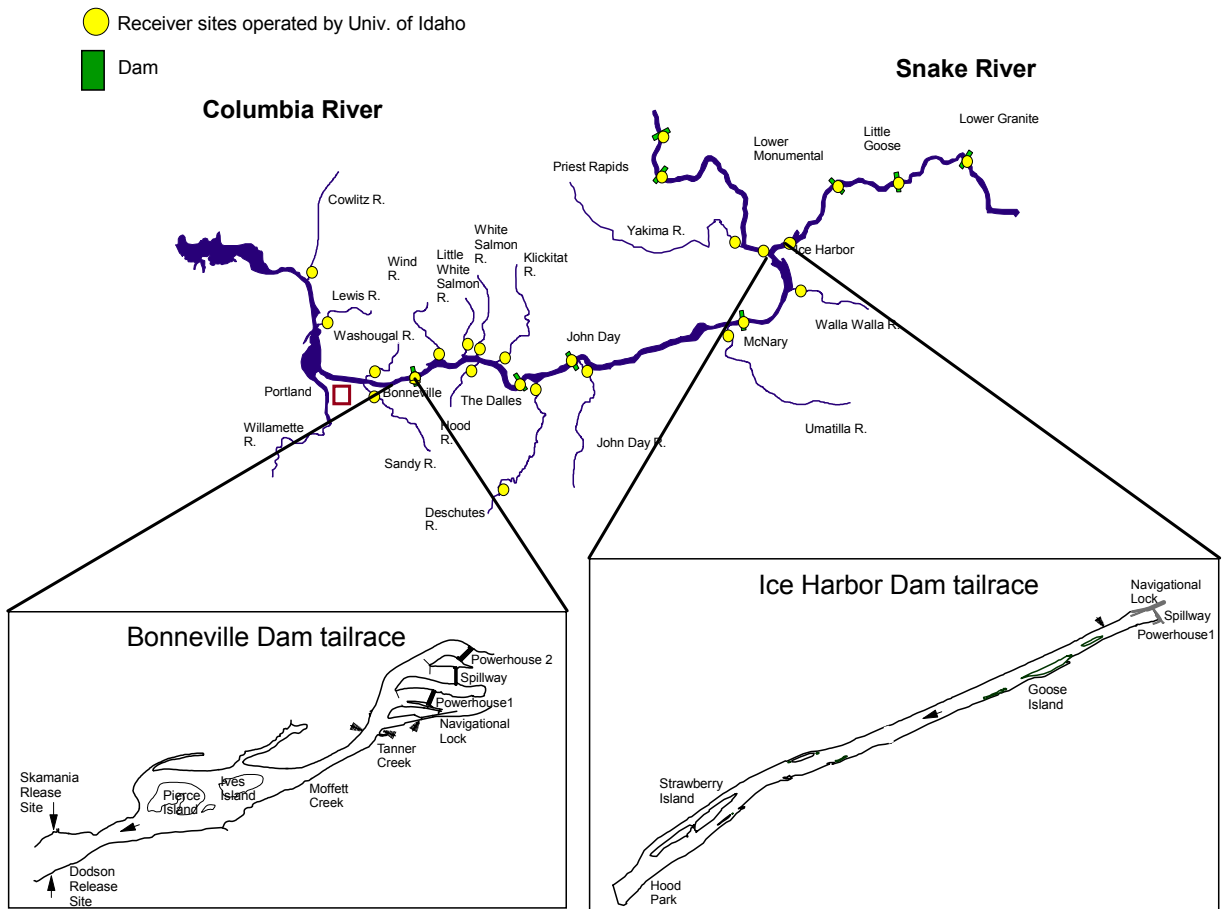 Receiver sites operated by Univ. of Idaho
Dam
Snake River
Columbia River
Lower Granite
Little
Goose
Lower
Monumental
Priest Rapids
Cowlitz R.
Yakima R.
White
Salmon
R.
Klickitat
R.
Little
White
Salmon
R.
Wind
R.
Ice Harbor
Lewis R.
Washougal R.
Walla Walla R.
John Day
McNary
Portland
Bonneville
The Dalles
Hood
R.
Willamette
R.
Sandy R.
John Day R.
Umatilla R.
Deschutes
R.
Bonneville Dam tailrace
Powerhouse 2
Spillway
Powerhouse1
Navigational
Lock
Tanner
Creek
Moffett
Creek
Ives
Island
Pierce
Island
Skamania
Rlease
Site
Dodson
Release
Site
Ice Harbor Dam tailrace
Navigational
Lock
Spillway
Powerhouse1
Goose
Island
Strawberry
Island
Hood
Park